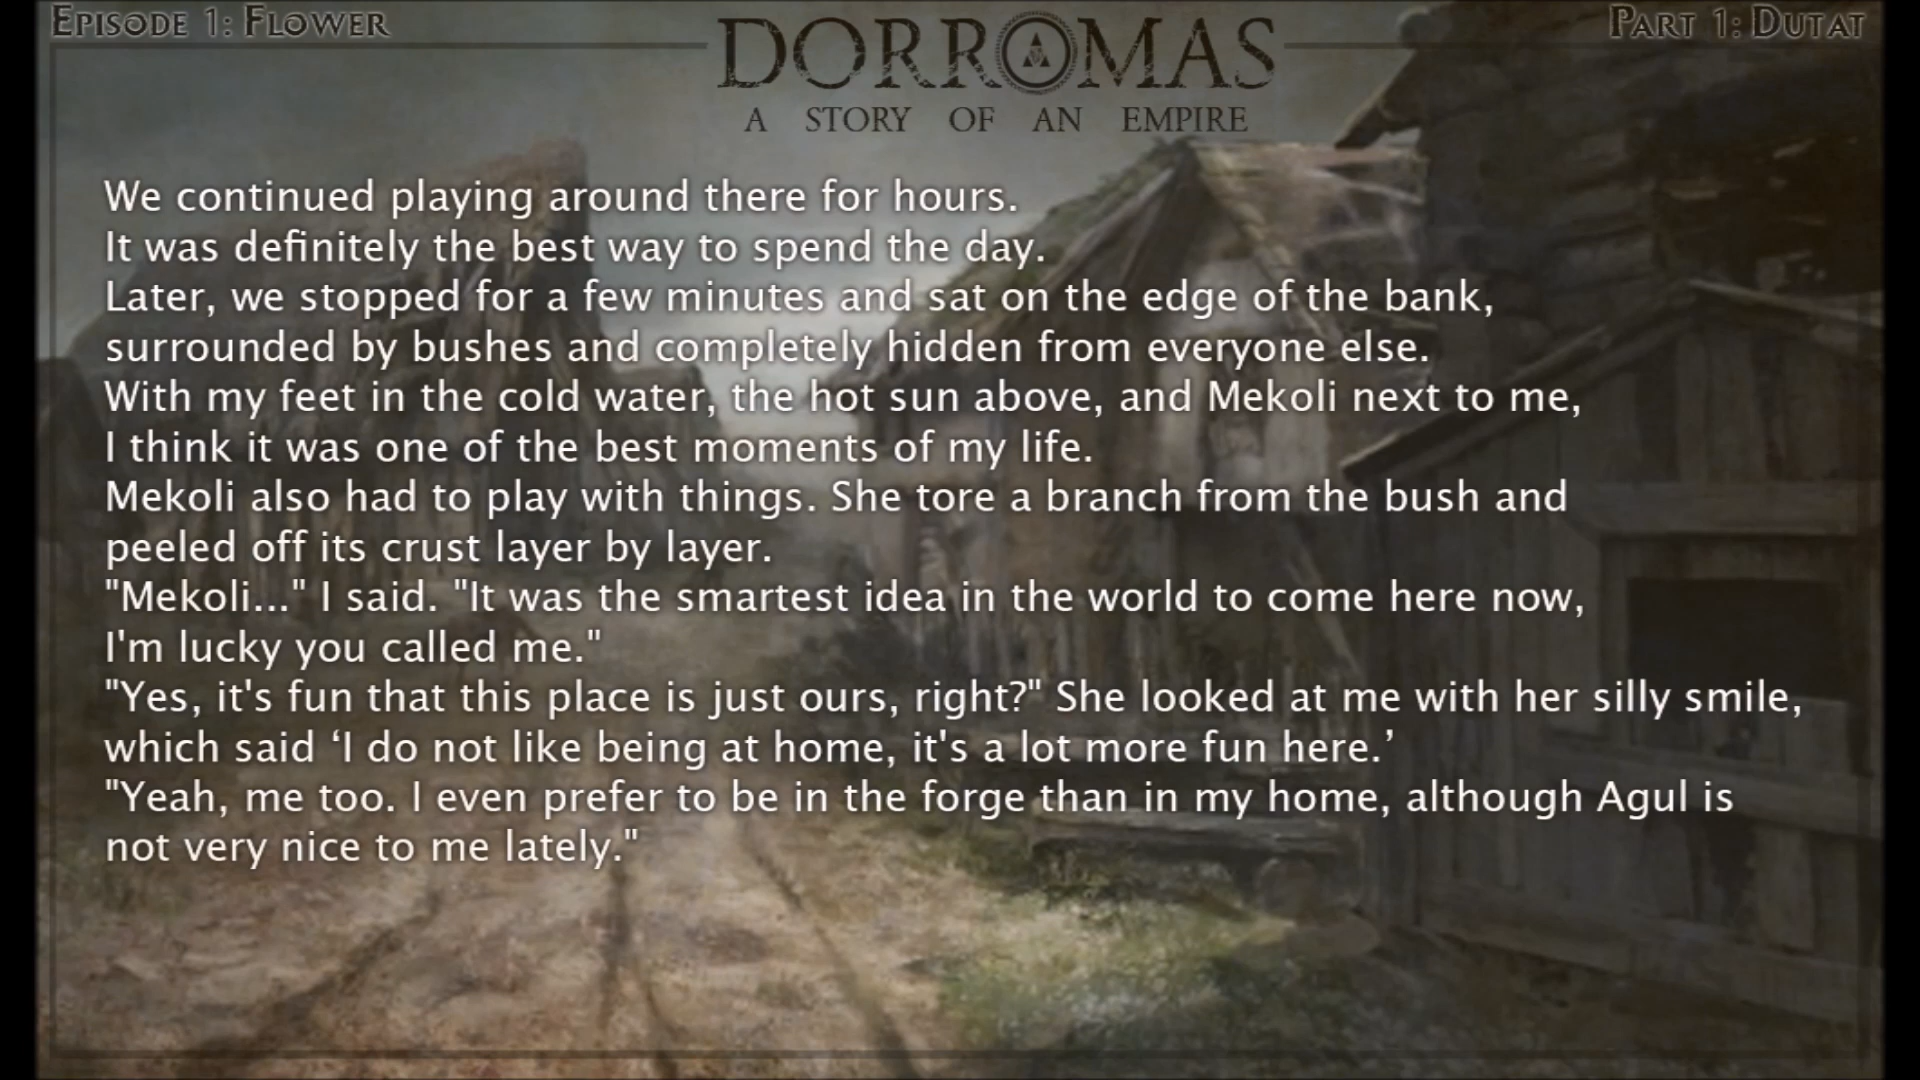 EPISODE 1: FLOWER
PART 1: DUTAT
DORROMAS
A STORY OF AN EMPIRE
We continued playing around there for hours.
It was definitely the best way to spend the day.
Later, we stopped for a few minutes and sat on the edge of the bank,
surrounded by bushes and completely hidden from everyone else.
With my feet in the cold water, the hot sun above, and Mekoli next to me,
I think it was one of the best moments of my life.
Mekoli also had to play with things. She tore a branch from the bush and
peeled off its crust layer by layer.
"Mekoli..." I said. "It was the smartest idea in the world to come here now,
I'm lucky you called me."
"Yes, it's fun that this place is just ours, right?" She looked at me with her silly smile,
which said ‘I do not like being at home, it's a lot more fun here.’
"Yeah, me too. I even prefer to be in the forge than in my home, although Agul is
not very nice to me lately."